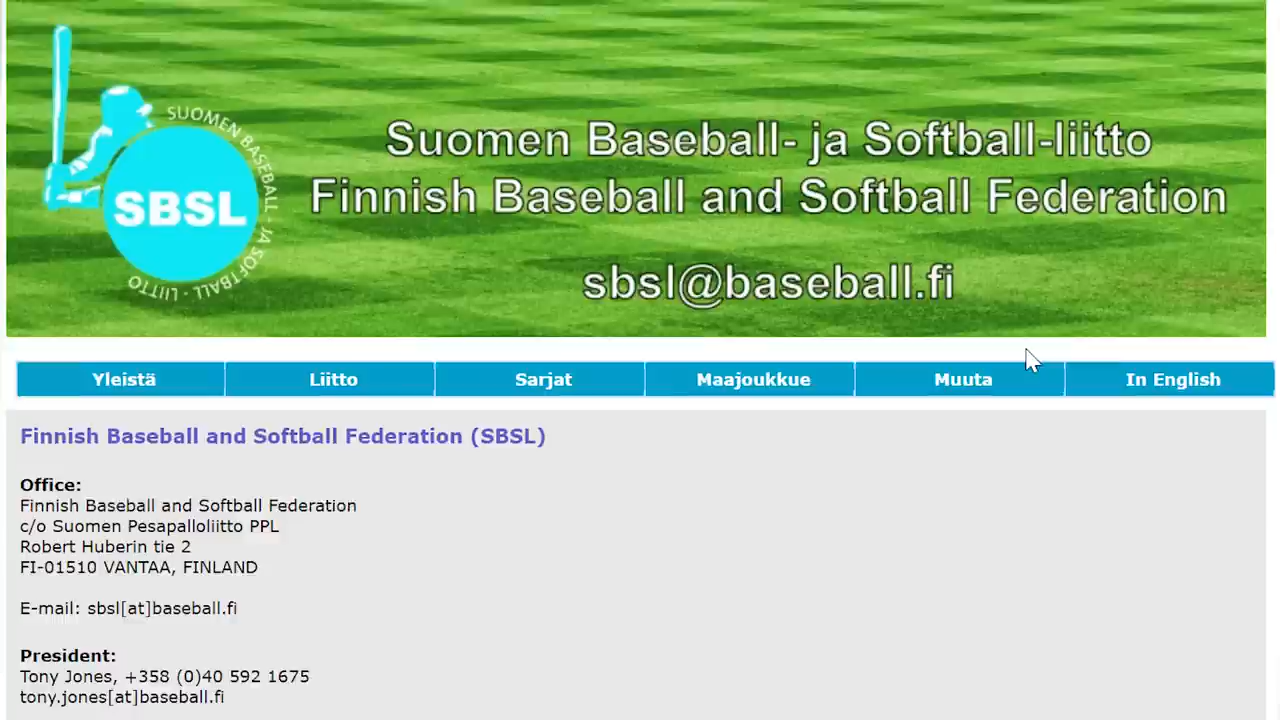 SUOMEN BASEBALL - JA SOFTBALL - LIITTO
SBSL
Suomen Baseball- ja Softball-liitto
Finnish Baseball and Softball Federation
sbsl@baseball.fi
Yleistä Liitto Sarjat Maajoukkue Muuta In English
Finnish Baseball and Softball Federation (SBSL)
Office:
Finnish Baseball and Softball Federation
c/o Suomen Pesapalloliitto PPL
Robert Huberin tie 2
FI-01510 VANTAA, FINLAND
E-mail: sbsl[at]baseball.fi
President:
Tony Jones, +358 (0)40 592 1675
tony.jones[at]baseball.fi